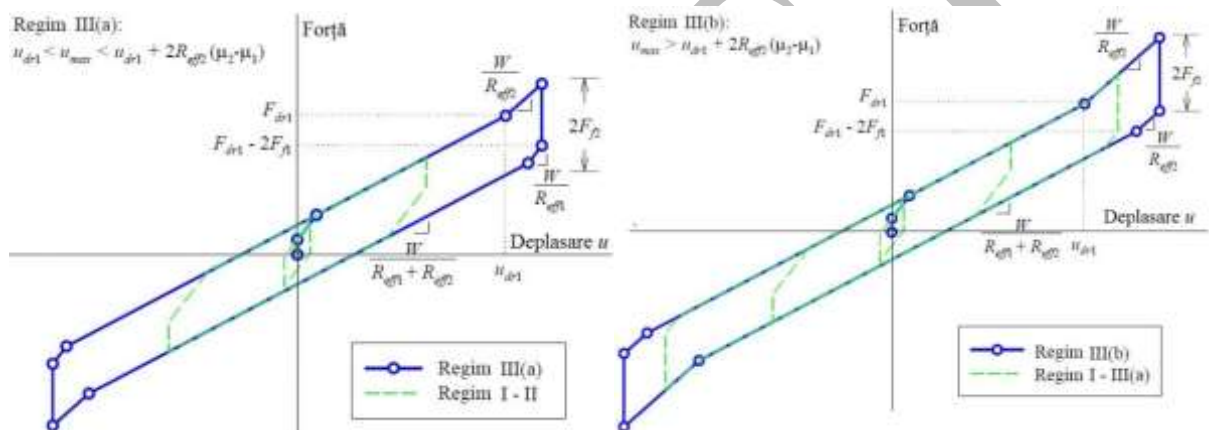 Regim III(a):
u_dr1 < u_max < u_dr1 + 2R_eff2(μ₂-μ₁)
Forță
W
R_eff2
F_dr1
F_dr1 - 2F_f1
2F_f2
W
R_eff1
Deplasare u
W
R_eff1 + R_eff2
u_dr1
Regim III(a)
Regim I - II
Regim III(b):
u_max > u_dr1 + 2R_eff2(μ₂-μ₁)
Forță
W
R_eff2
F_dr1
F_dr1 - 2F_f1
2F_f2
W
R_eff2
Deplasare u
W
R_eff1 + R_eff2
u_dr1
Regim III(b)
Regim I - III(a)